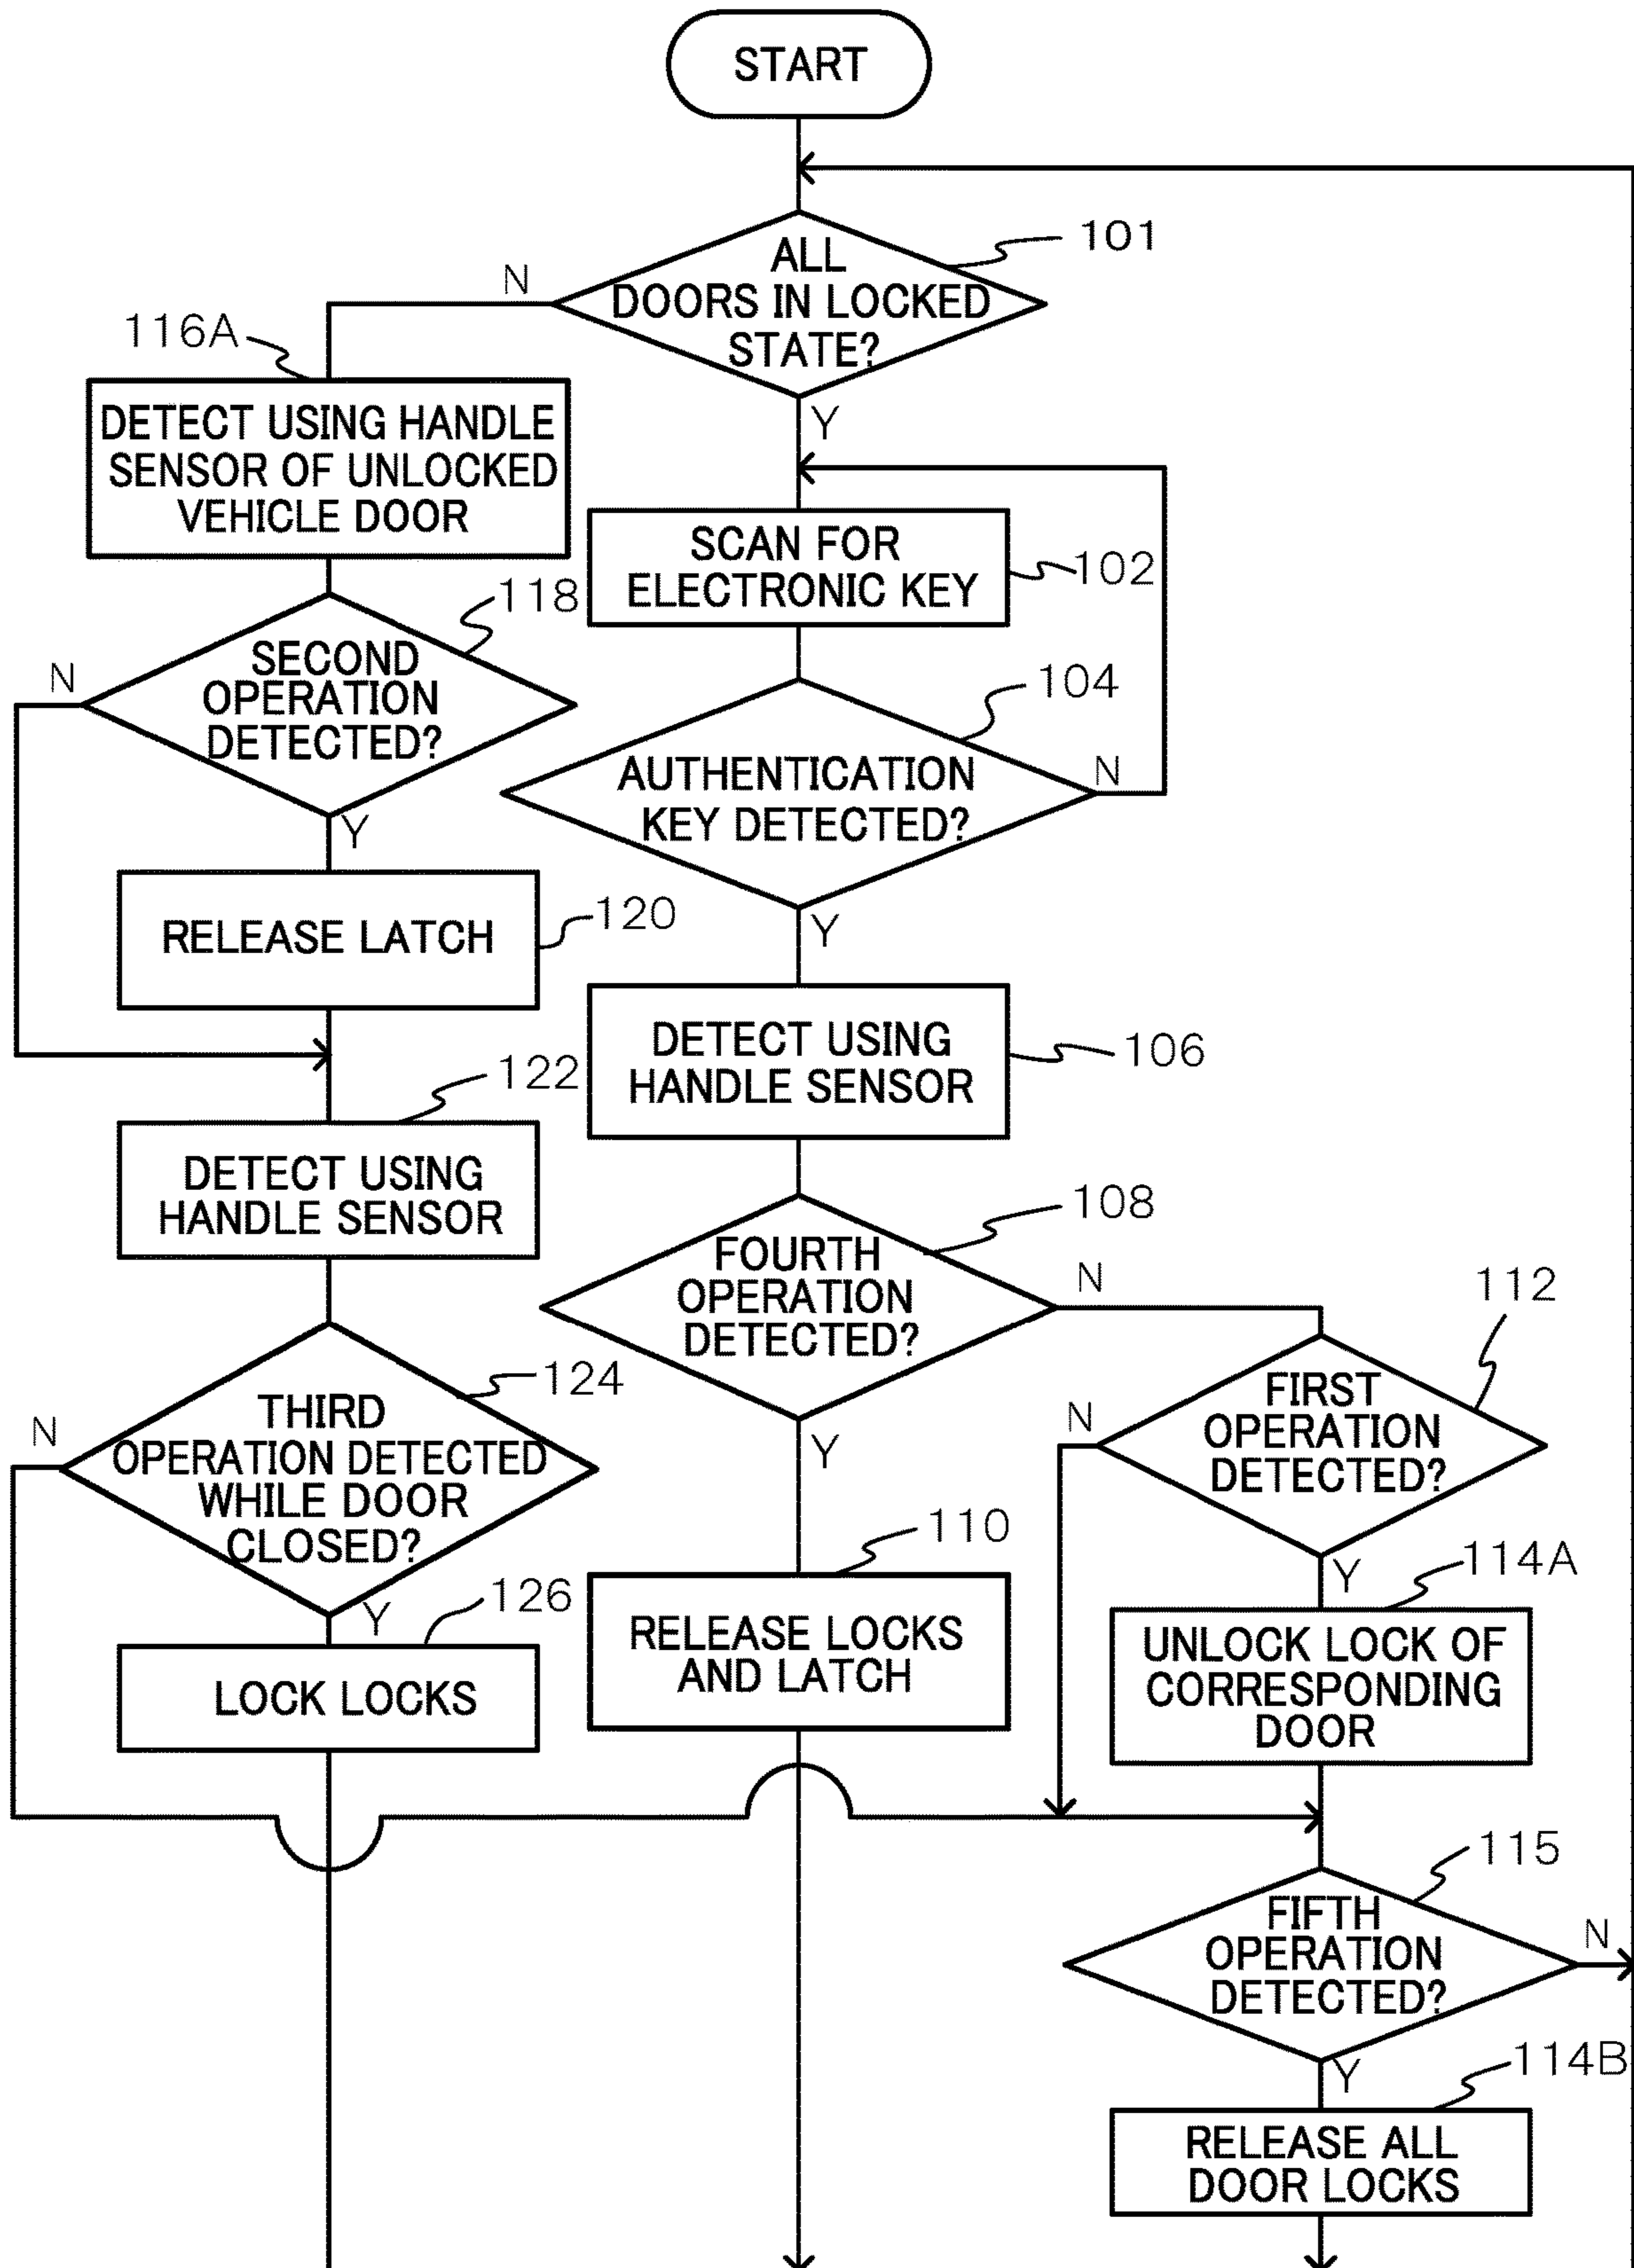 START
101
ALL
DOORS IN LOCKED
STATE?
N
Y
116A
DETECT USING HANDLE
SENSOR OF UNLOCKED
VEHICLE DOOR
SCAN FOR
ELECTRONIC KEY
102
118
SECOND
OPERATION
DETECTED?
N
Y
104
AUTHENTICATION
KEY DETECTED?
N
Y
RELEASE LATCH
120
DETECT USING
HANDLE SENSOR
106
122
DETECT USING
HANDLE SENSOR
108
FOURTH
OPERATION
DETECTED?
N
Y
112
FIRST
OPERATION
DETECTED?
N
Y
124
THIRD
OPERATION DETECTED
WHILE DOOR
CLOSED?
N
Y
110
RELEASE LOCKS
AND LATCH
114A
UNLOCK LOCK OF
CORRESPONDING
DOOR
126
LOCK LOCKS
115
FIFTH
OPERATION
DETECTED?
N
Y
114B
RELEASE ALL
DOOR LOCKS